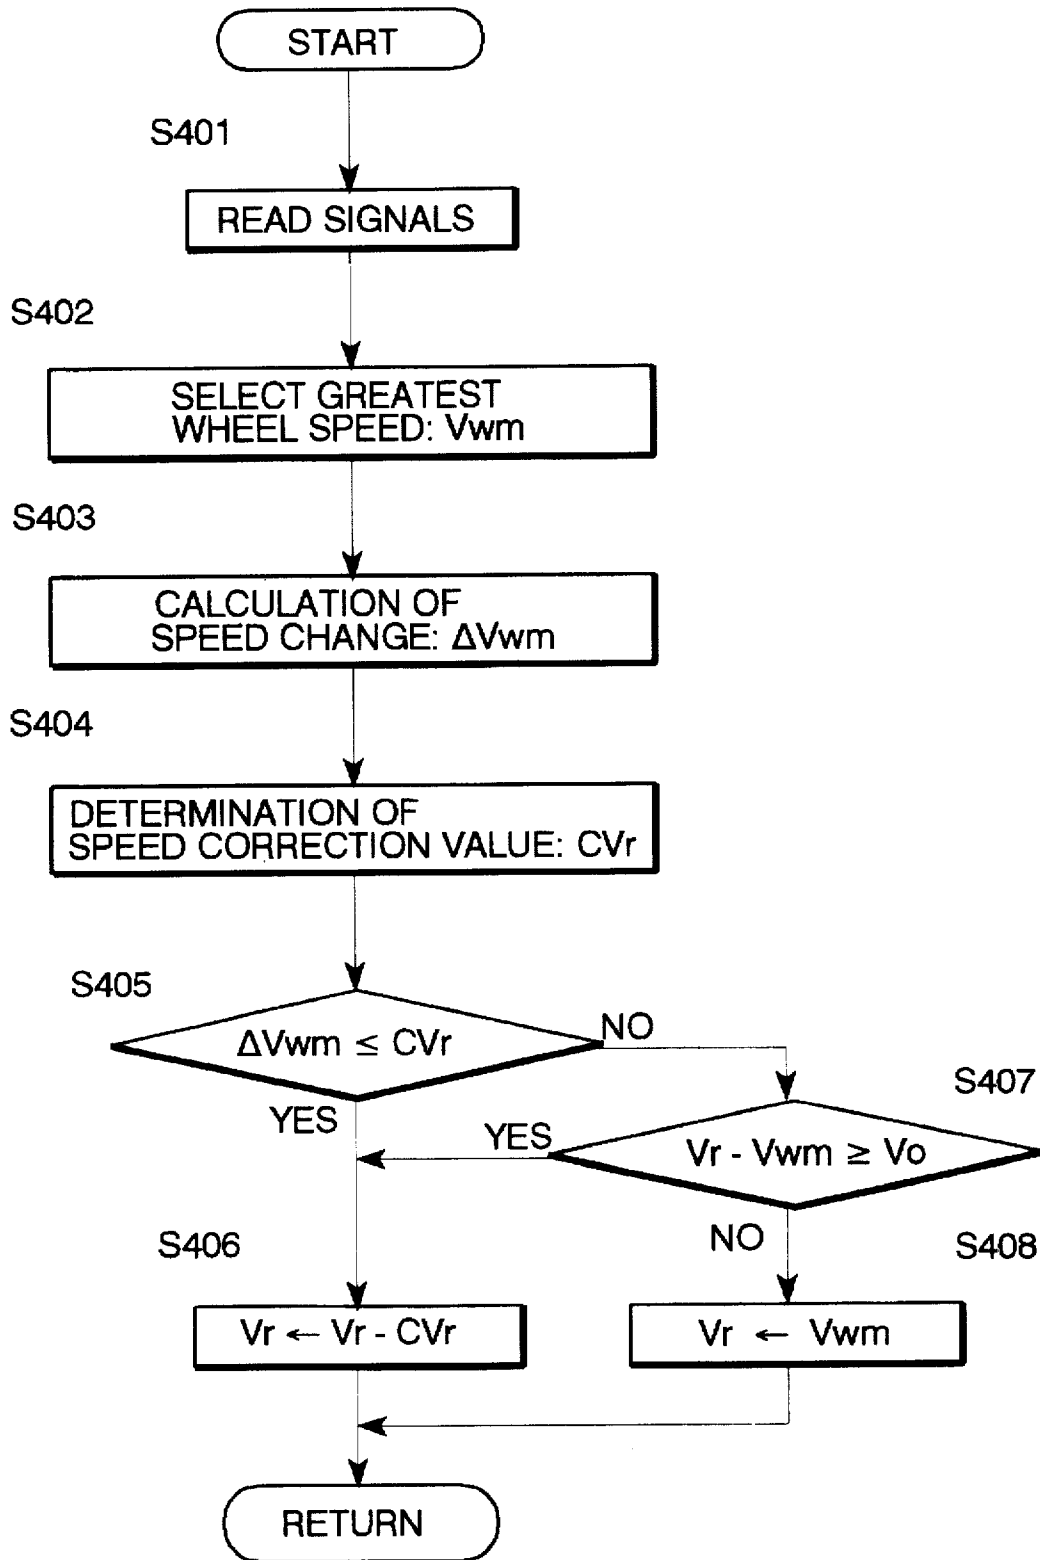 START
S401
READ SIGNALS
S402
SELECT GREATEST
WHEEL SPEED: Vwm
S403
CALCULATION OF
SPEED CHANGE: ΔVwm
S404
DETERMINATION OF
SPEED CORRECTION VALUE: CVr
S405
ΔVwm ≤ CVr
NO
YES
S407
YES
Vr - Vwm ≥ Vo
NO
S406
S408
Vr ← Vr - CVr
Vr ← Vwm
RETURN